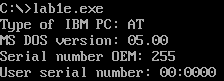 C:\>lab1e.exe
Type of IBM PC: AT
MS DOS version: 05.00
Serial number OEM: 255
User serial number: 00:0000